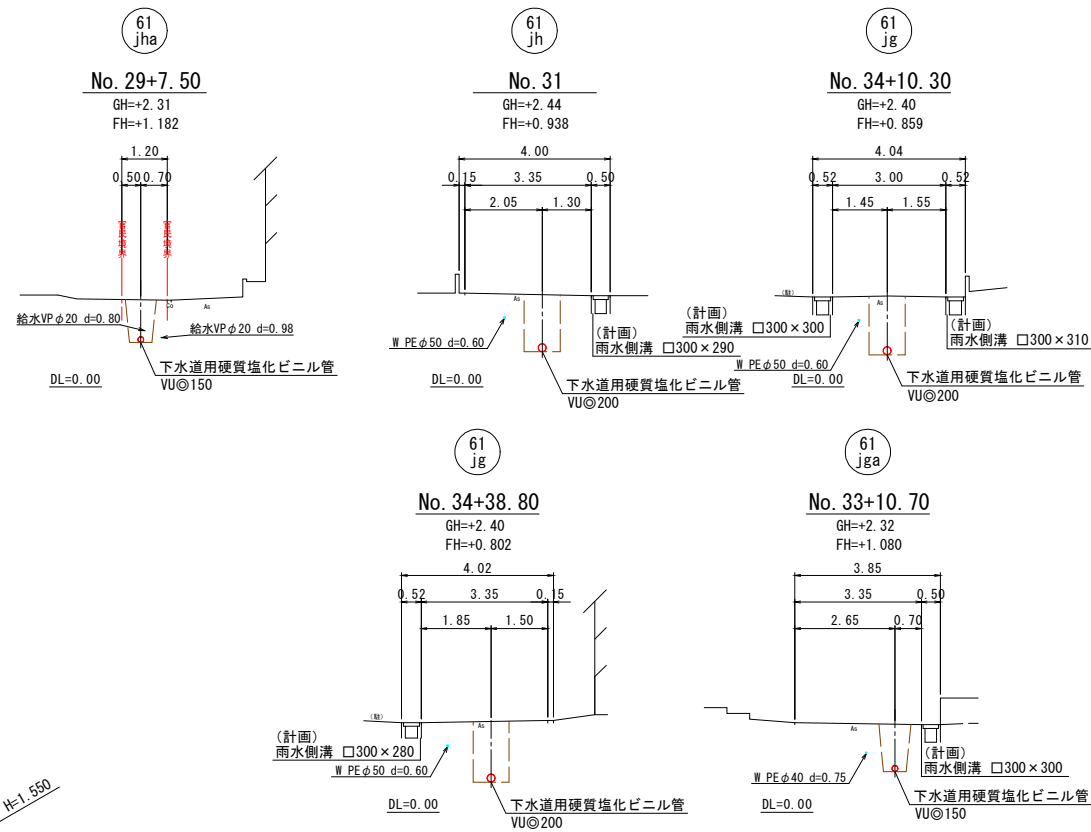 61
jha
No. 29+7.50
GH=+2.31
FH=+1.182
1.20
0.50 0.70
Co
As
給水VPφ20 d=0.80
給水VPφ20 d=0.98
下水道用硬質塩化ビニル管
VU◎150
DL=0.00
61
jh
No. 31
GH=+2.44
FH=+0.938
4.00
0.15 3.35 0.50
2.05 1.30
As
W PEφ50 d=0.60
(計画)
雨水側溝 □300×290
下水道用硬質塩化ビニル管
VU◎200
DL=0.00
61
jg
No. 34+10.30
GH=+2.40
FH=+0.859
4.04
0.52 3.00 0.52
1.45 1.55
As
(計画)
雨水側溝 □300×300
(計画)
雨水側溝 □300×310
W PEφ50 d=0.60
DL=0.00
下水道用硬質塩化ビニル管
VU◎200
61
jg
No. 34+38.80
GH=+2.40
FH=+0.802
4.02
0.52 3.35 0.15
1.85 1.50
As
(計画)
雨水側溝 □300×280
W PEφ50 d=0.60
DL=0.00
下水道用硬質塩化ビニル管
VU◎200
61
jga
No. 33+10.70
GH=+2.32
FH=+1.080
3.85
3.35 0.50
2.65 0.70
As
W PEφ40 d=0.75
(計画)
雨水側溝 □300×300
DL=0.00
下水道用硬質塩化ビニル管
VU◎150
H=1.550